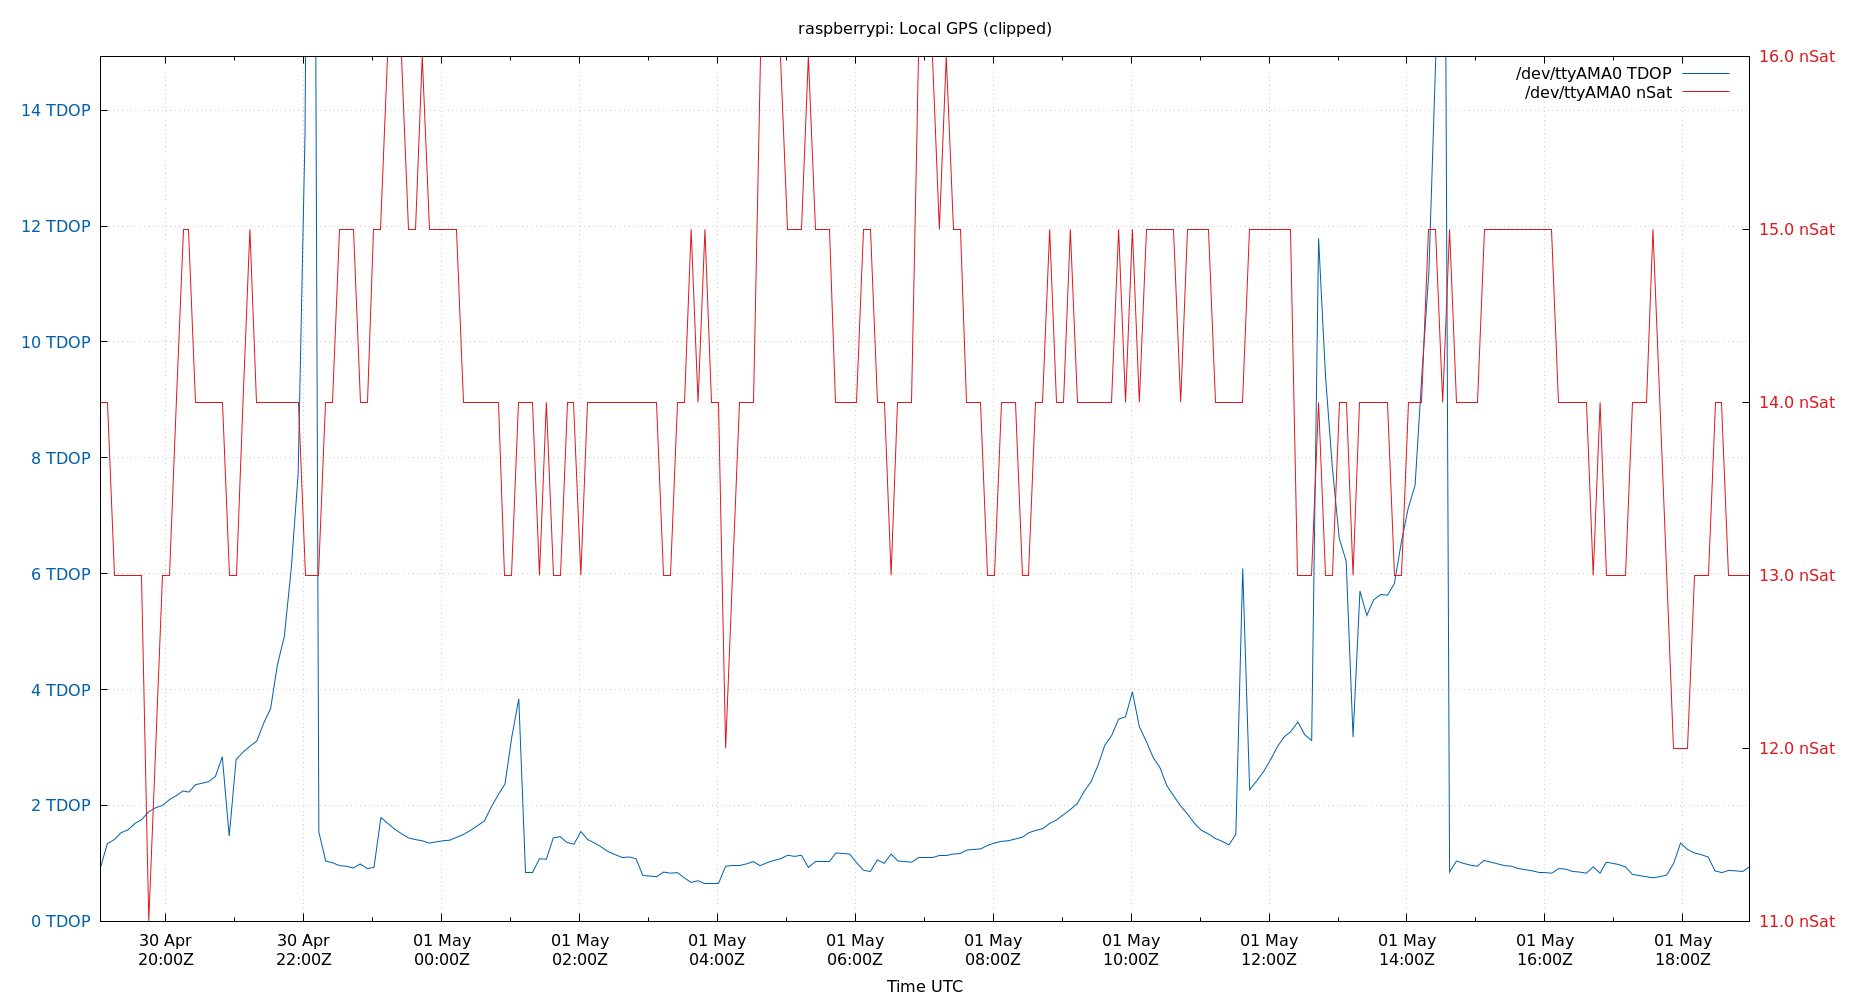 raspberrypi: Local GPS (clipped)
/dev/ttyAMA0 TDOP
/dev/ttyAMA0 nSat
14 TDOP
12 TDOP
10 TDOP
8 TDOP
6 TDOP
4 TDOP
2 TDOP
0 TDOP
16.0 nSat
15.0 nSat
14.0 nSat
13.0 nSat
12.0 nSat
11.0 nSat
30 Apr
20:00Z
30 Apr
22:00Z
01 May
00:00Z
01 May
02:00Z
01 May
04:00Z
01 May
06:00Z
01 May
08:00Z
01 May
10:00Z
01 May
12:00Z
01 May
14:00Z
01 May
16:00Z
01 May
18:00Z
Time UTC